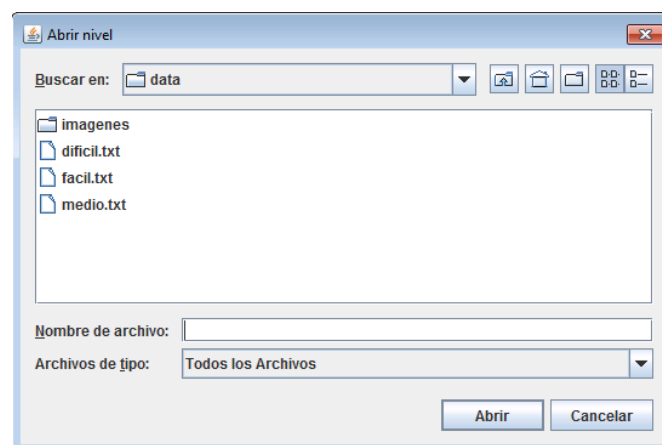 Abrir nivel
Buscar en: data
imagenes
dificil.txt
facil.txt
medio.txt
Nombre de archivo:
Archivos de tipo: Todos los Archivos
Abrir Cancelar